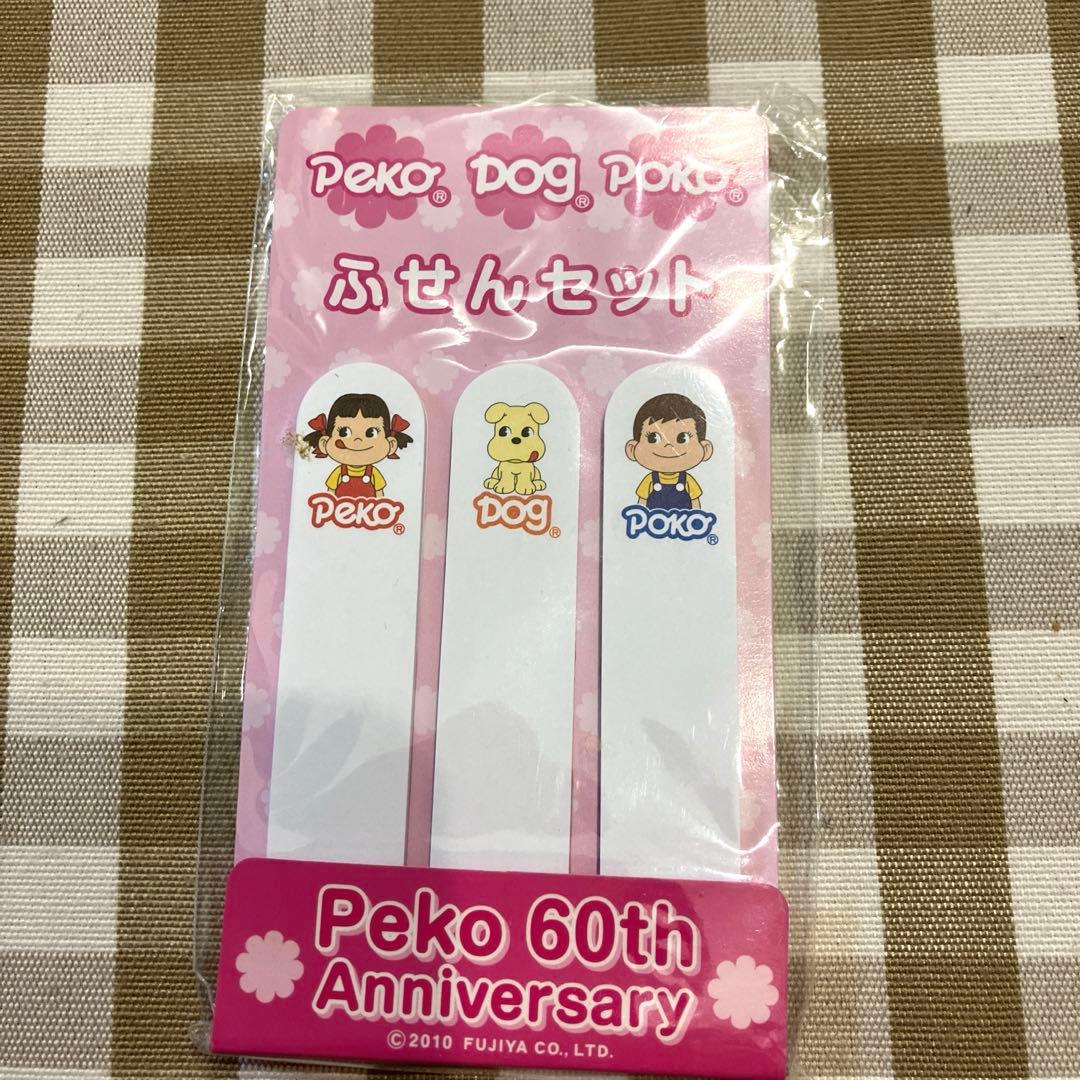 Peko® Dog® Poko®
ふせんセット
Peko®
Dog®
Poko®
Peko 60th
Anniversary
©2010 FUJIYA CO., LTD.